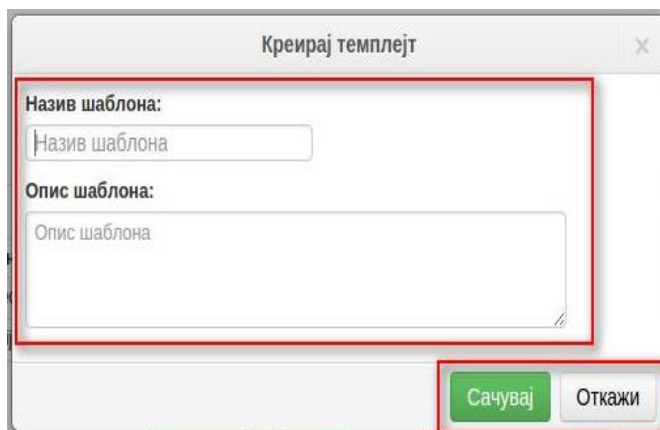 Креирај темплејт ×
Назив шаблона:
Назив шаблона
Опис шаблона:
Опис шаблона
Сачувај Откажи